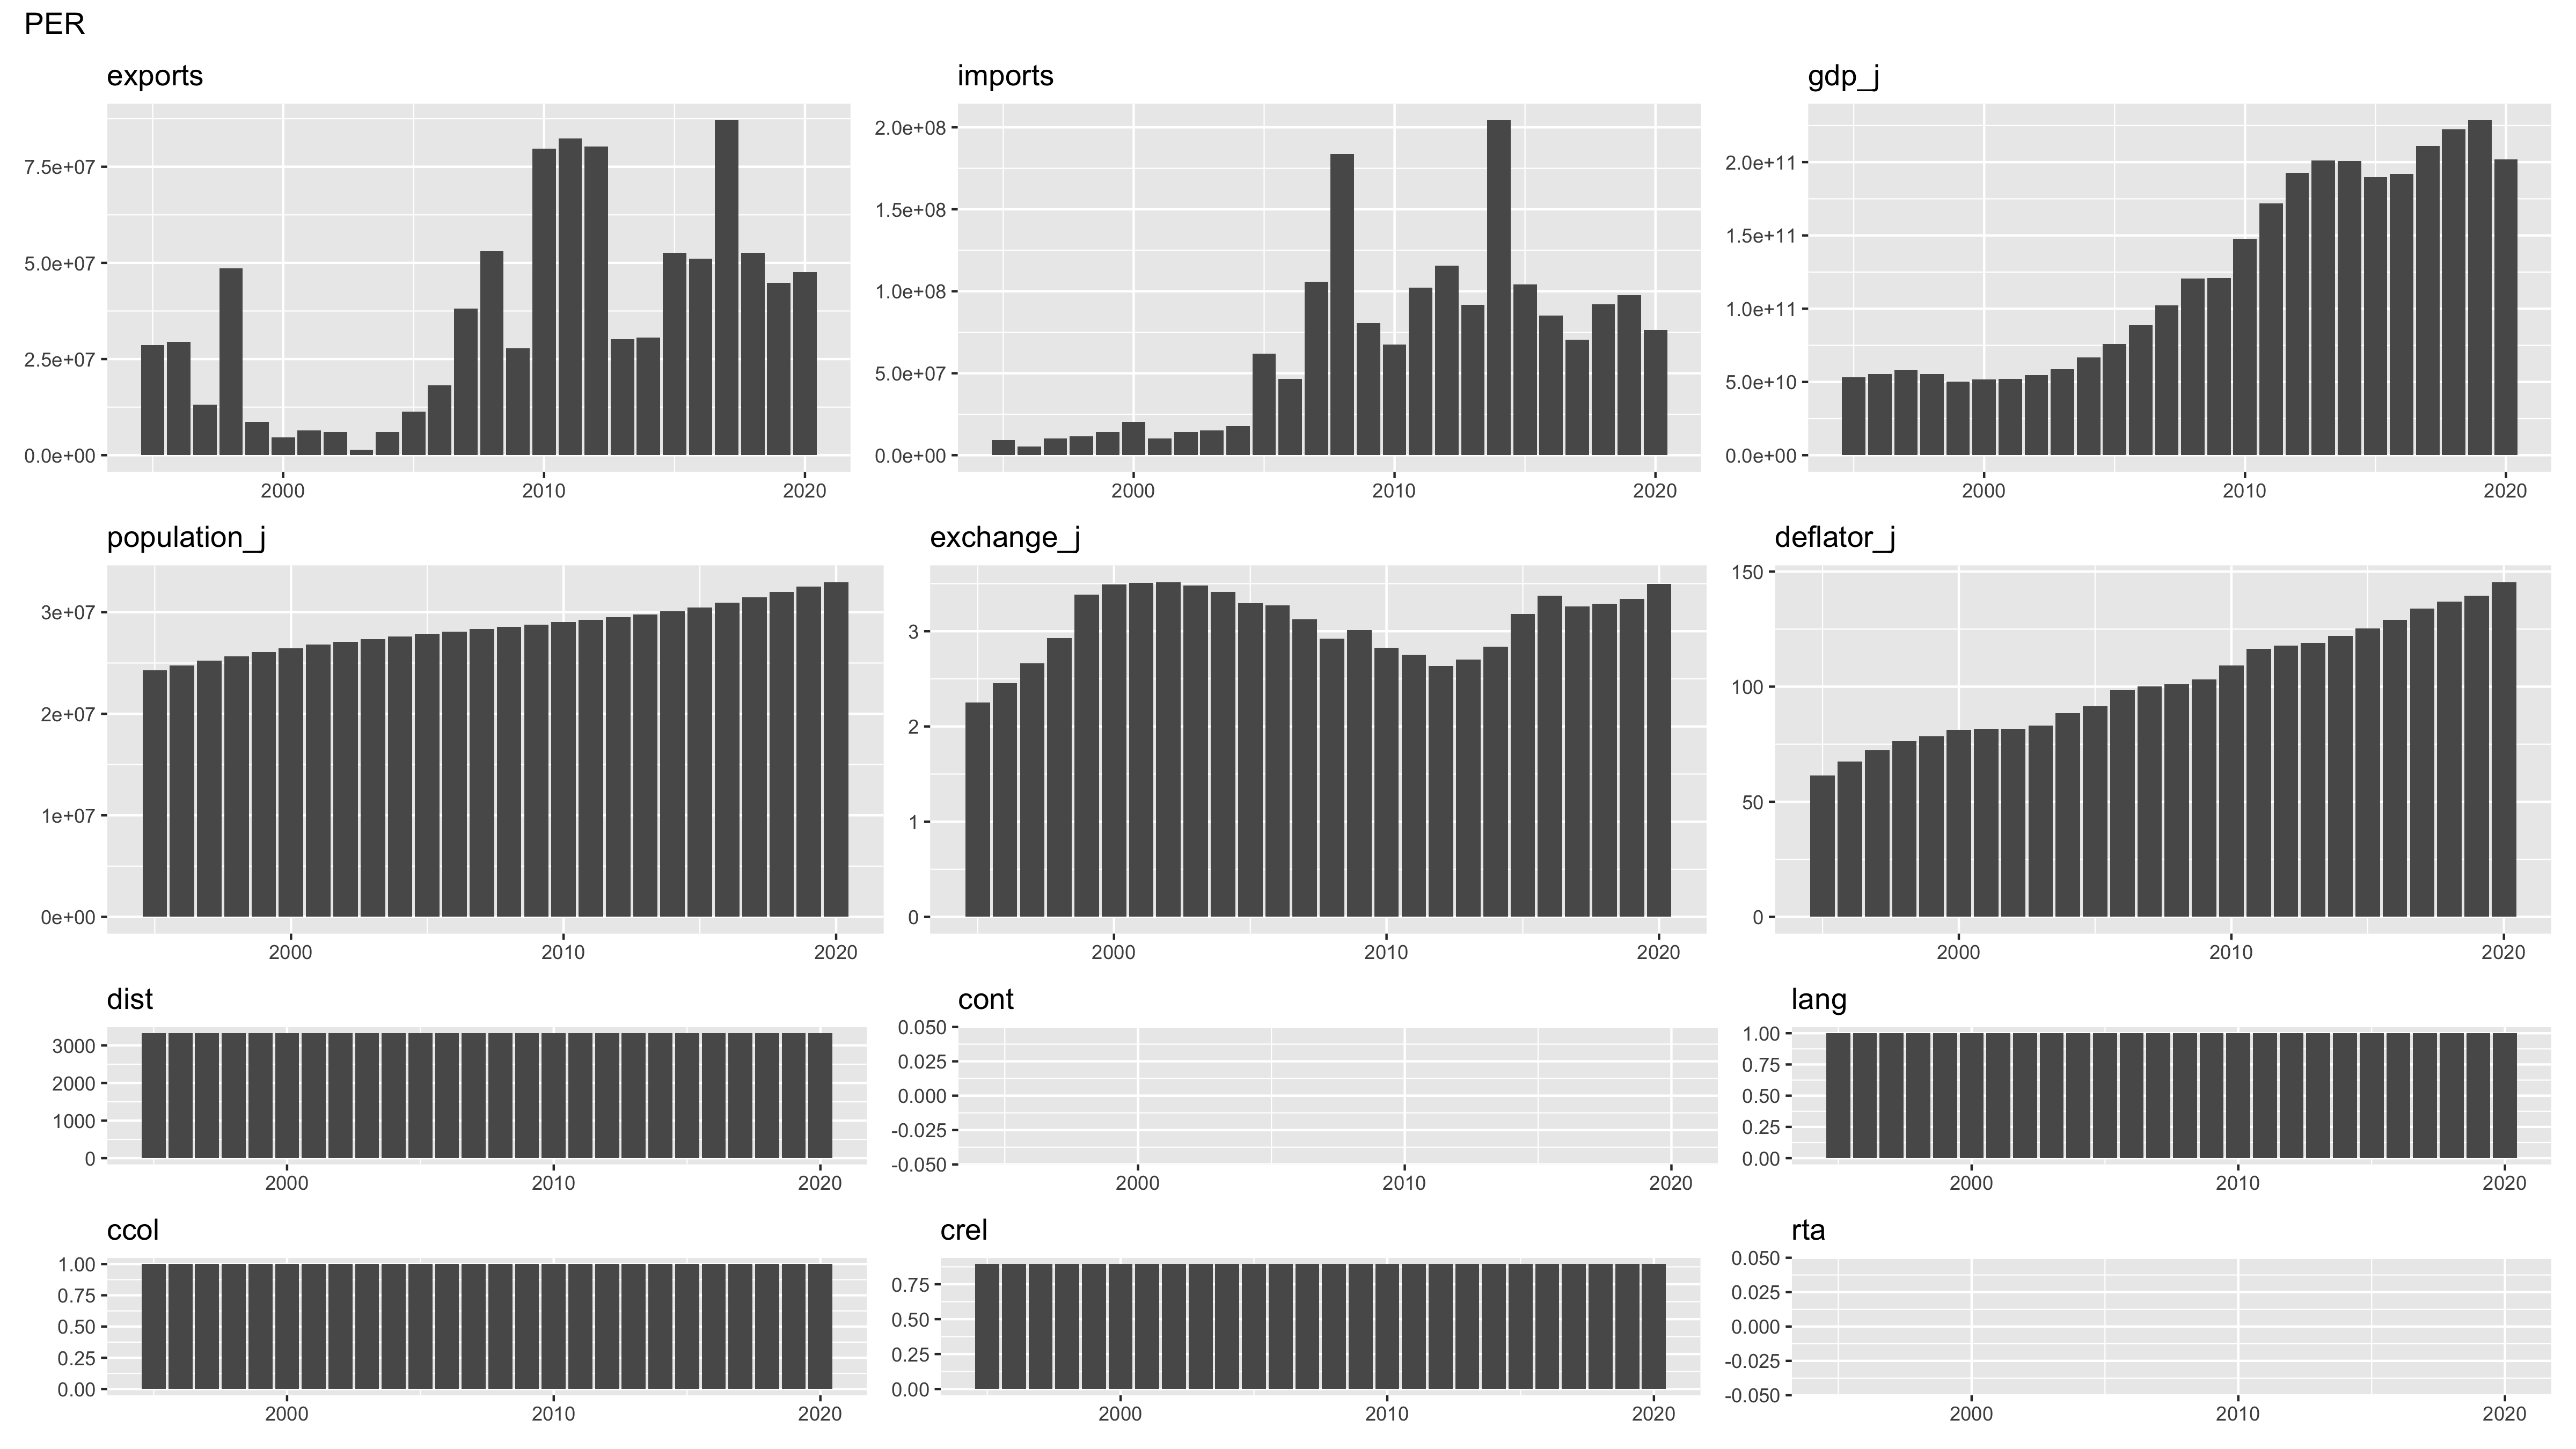 PER
exports
7.5e+07
5.0e+07
2.5e+07
0.0e+00
2000 2010 2020
imports
2.0e+08
1.5e+08
1.0e+08
5.0e+07
0.0e+00
2000 2010 2020
gdp_j
2.0e+11
1.5e+11
1.0e+11
5.0e+10
0.0e+00
2000 2010 2020
population_j
3e+07
2e+07
1e+07
0e+00
2000 2010 2020
exchange_j
3
2
1
0
2000 2010 2020
deflator_j
150
100
50
0
2000 2010 2020
dist
3000
2000
1000
0
2000 2010 2020
cont
0.050
0.025
0.000
-0.025
-0.050
2000 2010 2020
lang
1.00
0.75
0.50
0.25
0.00
2000 2010 2020
ccol
1.00
0.75
0.50
0.25
0.00
2000 2010 2020
crel
0.75
0.50
0.25
0.00
2000 2010 2020
rta
0.050
0.025
0.000
-0.025
-0.050
2000 2010 2020